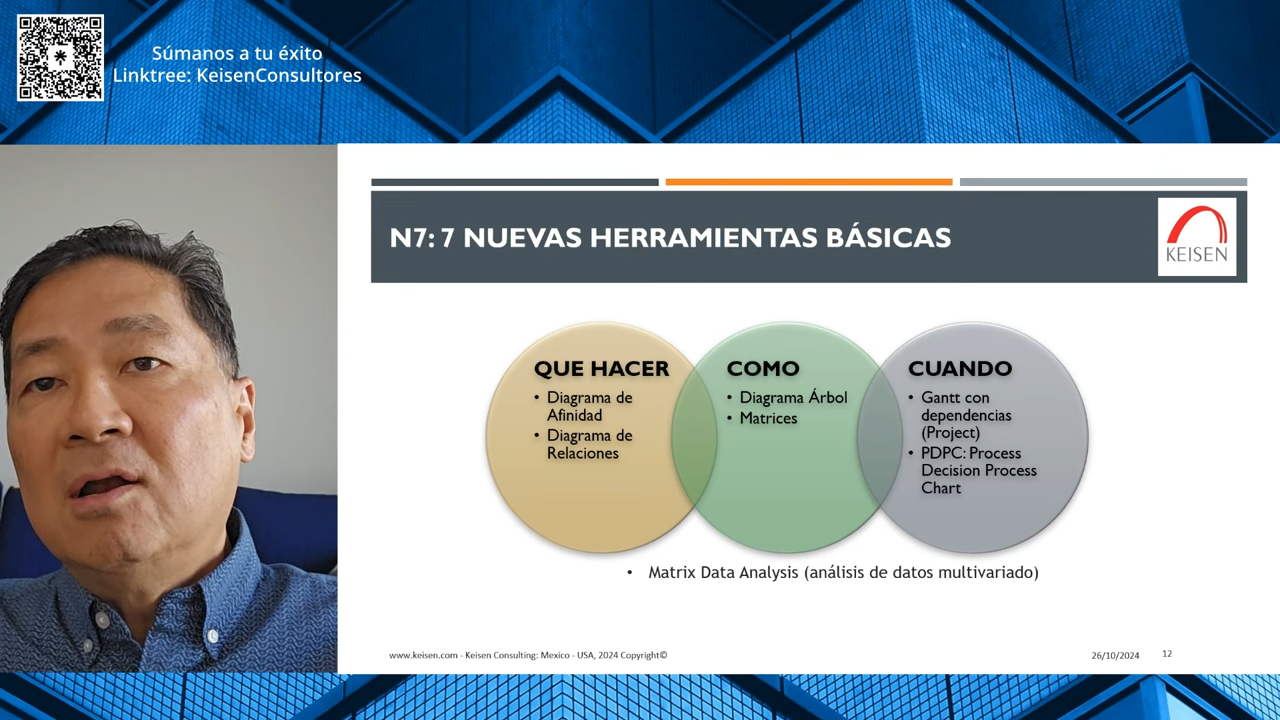 Súmanos a tu éxito
Linktree: KeisenConsultores
N7: 7 NUEVAS HERRAMIENTAS BÁSICAS
KEISEN
QUE HACER
• Diagrama de
Afinidad
• Diagrama de
Relaciones
COMO
• Diagrama Árbol
• Matrices
CUANDO
• Gantt con
dependencias
(Project)
• PDPC: Process
Decision Process
Chart
• Matrix Data Analysis (análisis de datos multivariado)
www.keisen.com - Keisen Consulting: Mexico - USA, 2024 Copyright©
26/10/2024
12